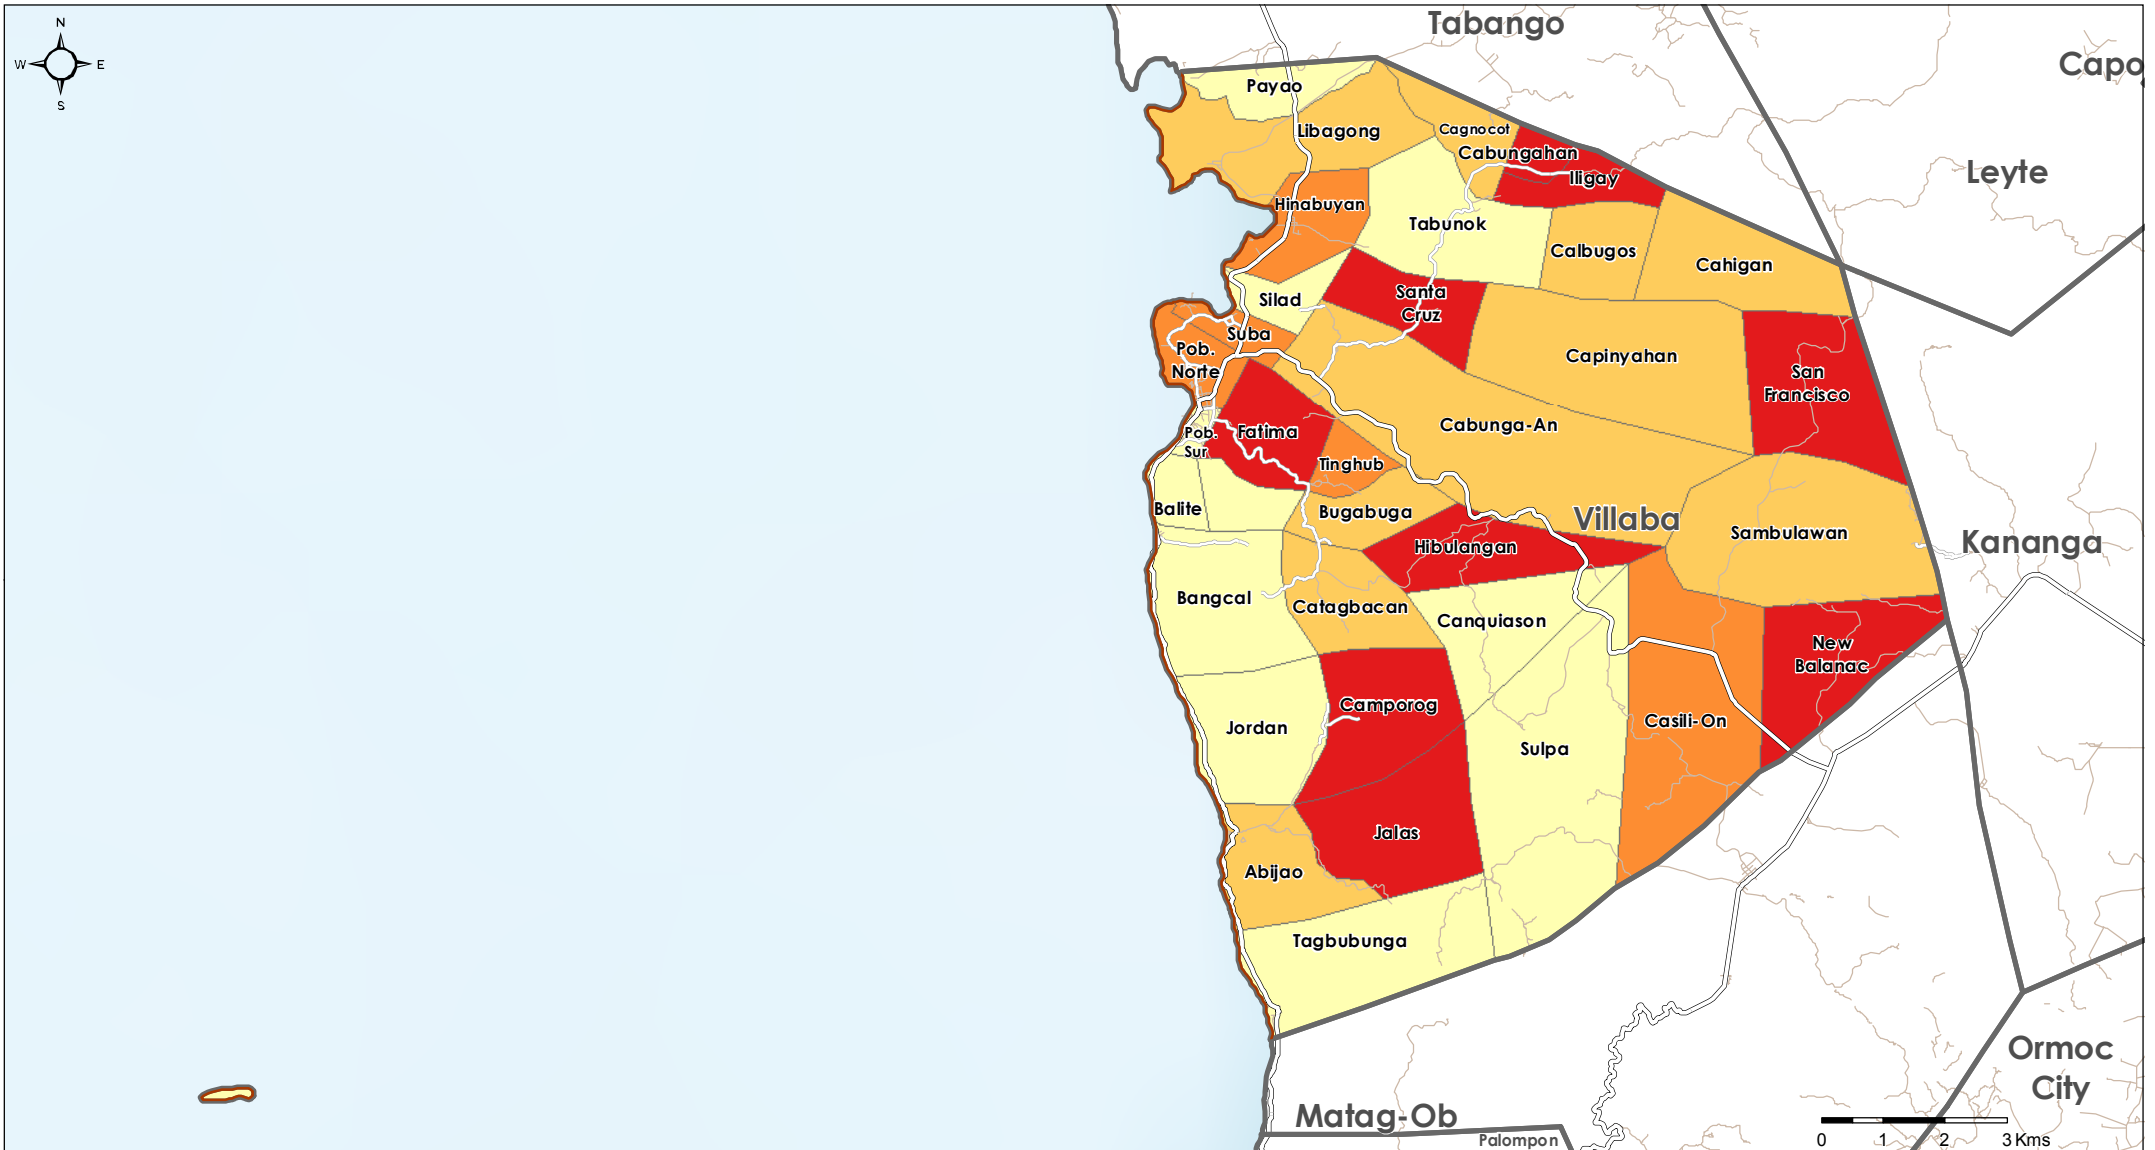 Tabango
N
W
E
S
Capo
Payao
Libagong
Cagnocot
Cabungahan
Iligay
Leyte
Hinabuyan
Tabunok
Calbugos
Cahigan
Silad
Santa
Cruz
Suba
Pob.
Norte
Capinyahan
San
Francisco
Cabunga-An
Pob.
Sur
Fatima
Tinghub
Balite
Bugabuga
Villaba
Sambulawan
Hibulangan
Kananga
Bangcal
Catagbacan
Canquiason
New
Balanac
Camporog
Jordan
Sulpa
Casili-On
Jalas
Abijao
Tagbubunga
Ormoc
City
Matag-Ob
Palompon
0 1 2 3 Kms